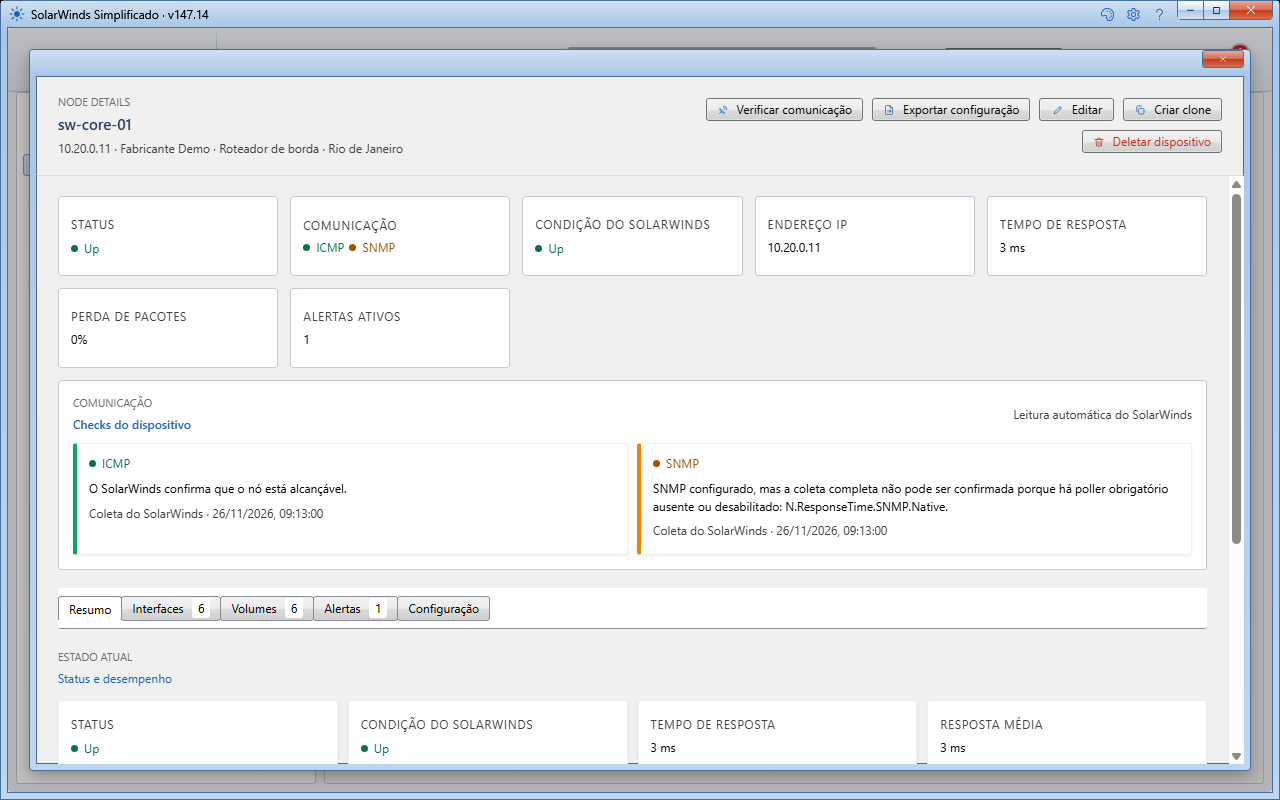 SolarWinds Simplificado · v147.14
NODE DETAILS
sw-core-01
10.20.0.11 · Fabricante Demo · Roteador de borda · Rio de Janeiro
Verificar comunicação
Exportar configuração
Editar
Criar clone
Deletar dispositivo
STATUS
Up
COMUNICAÇÃO
ICMP SNMP
CONDIÇÃO DO SOLARWINDS
Up
ENDEREÇO IP
10.20.0.11
TEMPO DE RESPOSTA
3 ms
PERDA DE PACOTES
0%
ALERTAS ATIVOS
1
COMUNICAÇÃO
Checks do dispositivo
Leitura automática do SolarWinds
ICMP
O SolarWinds confirma que o nó está alcançável.
Coleta do SolarWinds · 26/11/2026, 09:13:00
SNMP
SNMP configurado, mas a coleta completa não pode ser confirmada porque há poller obrigatório
ausente ou desabilitado: N.ResponseTime.SNMP.Native.
Coleta do SolarWinds · 26/11/2026, 09:13:00
Resumo
Interfaces 6
Volumes 6
Alertas 1
Configuração
ESTADO ATUAL
Status e desempenho
STATUS
Up
CONDIÇÃO DO SOLARWINDS
Up
TEMPO DE RESPOSTA
3 ms
RESPOSTA MÉDIA
3 ms